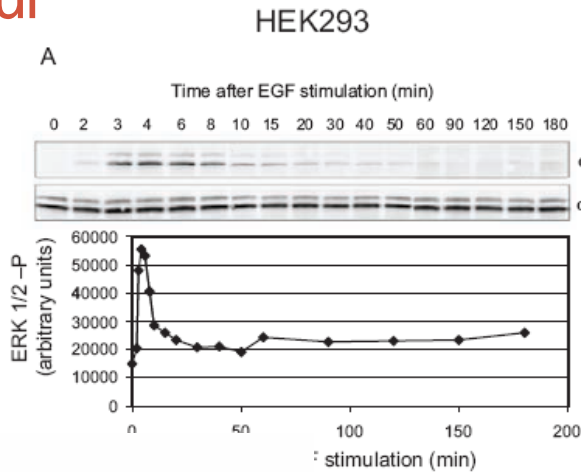 HEK293
A
Time after EGF stimulation (min)
0 2 3 4 6 8 10 15 20 30 40 50 60 90 120 150 180
ERK 1/2 –P
(arbitrary units)
60000
50000
40000
30000
20000
10000
0
0 50 100 150 200
stimulation (min)